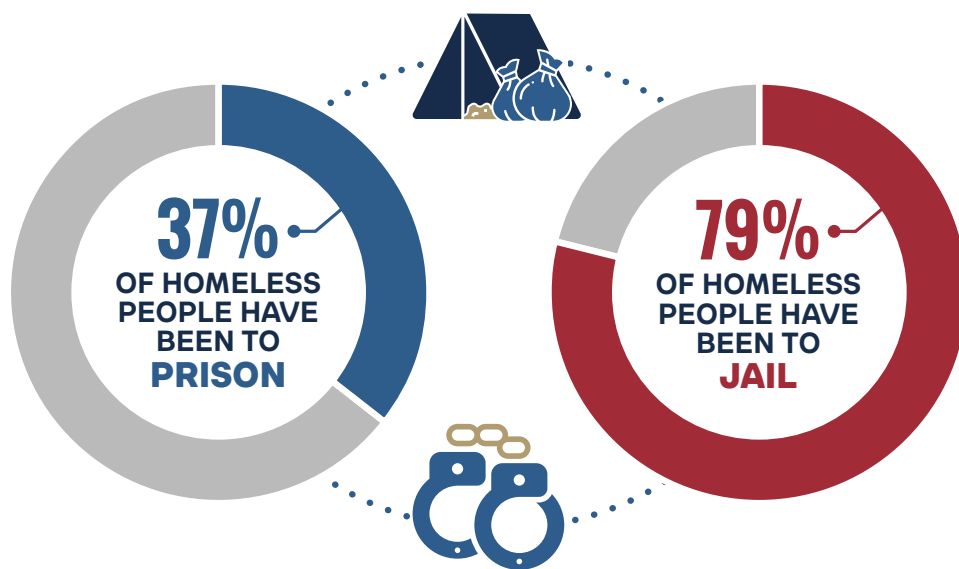 37%
OF HOMELESS
PEOPLE HAVE
BEEN TO
PRISON
79%
OF HOMELESS
PEOPLE HAVE
BEEN TO
JAIL